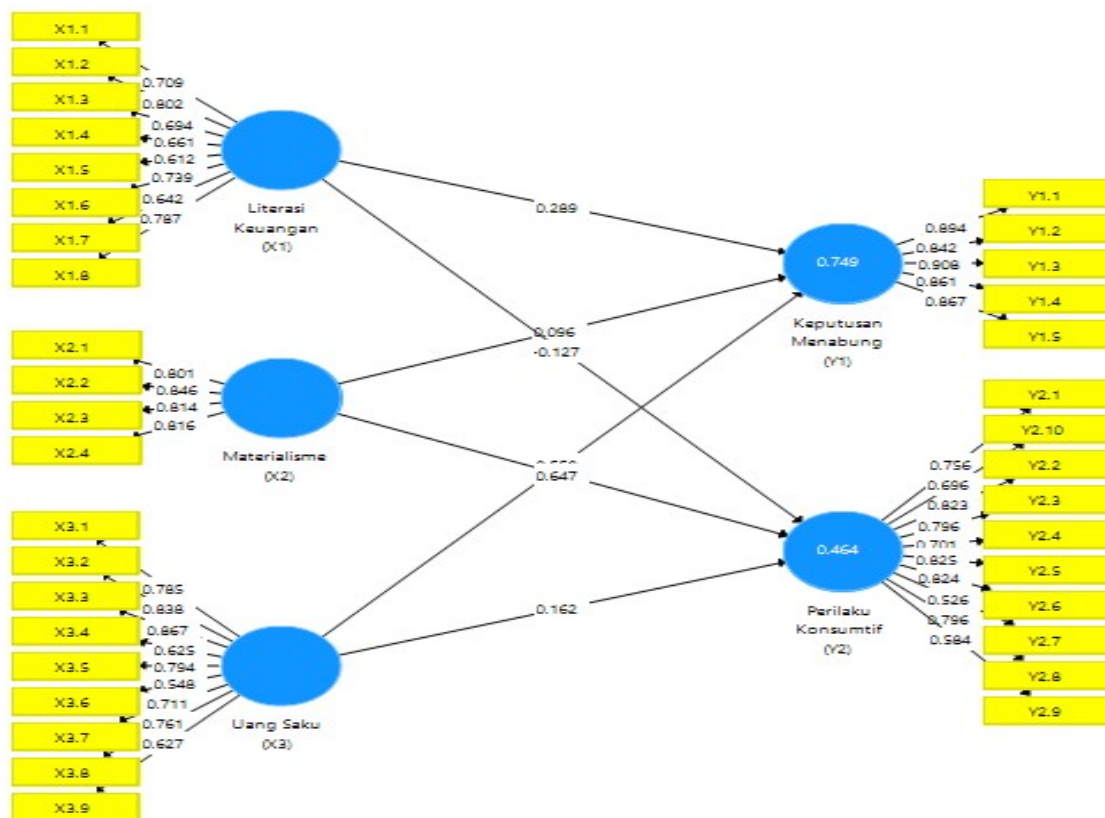 X1.1
X1.2
X1.3
X1.4
X1.5
X1.6
X1.7
X1.8
0.709
0.802
0.694
0.661
0.612
0.739
0.642
0.787
Literasi
Keuangan
(X1)
X2.1
X2.2
X2.3
X2.4
0.801
0.846
0.814
0.816
Materialisme
(X2)
X3.1
X3.2
X3.3
X3.4
X3.5
X3.6
X3.7
X3.8
X3.9
0.785
0.838
0.867
0.625
0.794
0.548
0.711
0.761
0.627
Uang Saku
(X3)
0.289
0.096
-0.127
0.647
0.162
0.749
Keputusan
Menabung
(Y1)
0.894
0.842
0.908
0.861
0.867
Y1.1
Y1.2
Y1.3
Y1.4
Y1.5
0.464
Perilaku
Konsumtif
(Y2)
0.756
0.696
0.823
0.796
0.701
0.825
0.824
0.526
0.796
0.584
Y2.1
Y2.10
Y2.2
Y2.3
Y2.4
Y2.5
Y2.6
Y2.7
Y2.8
Y2.9